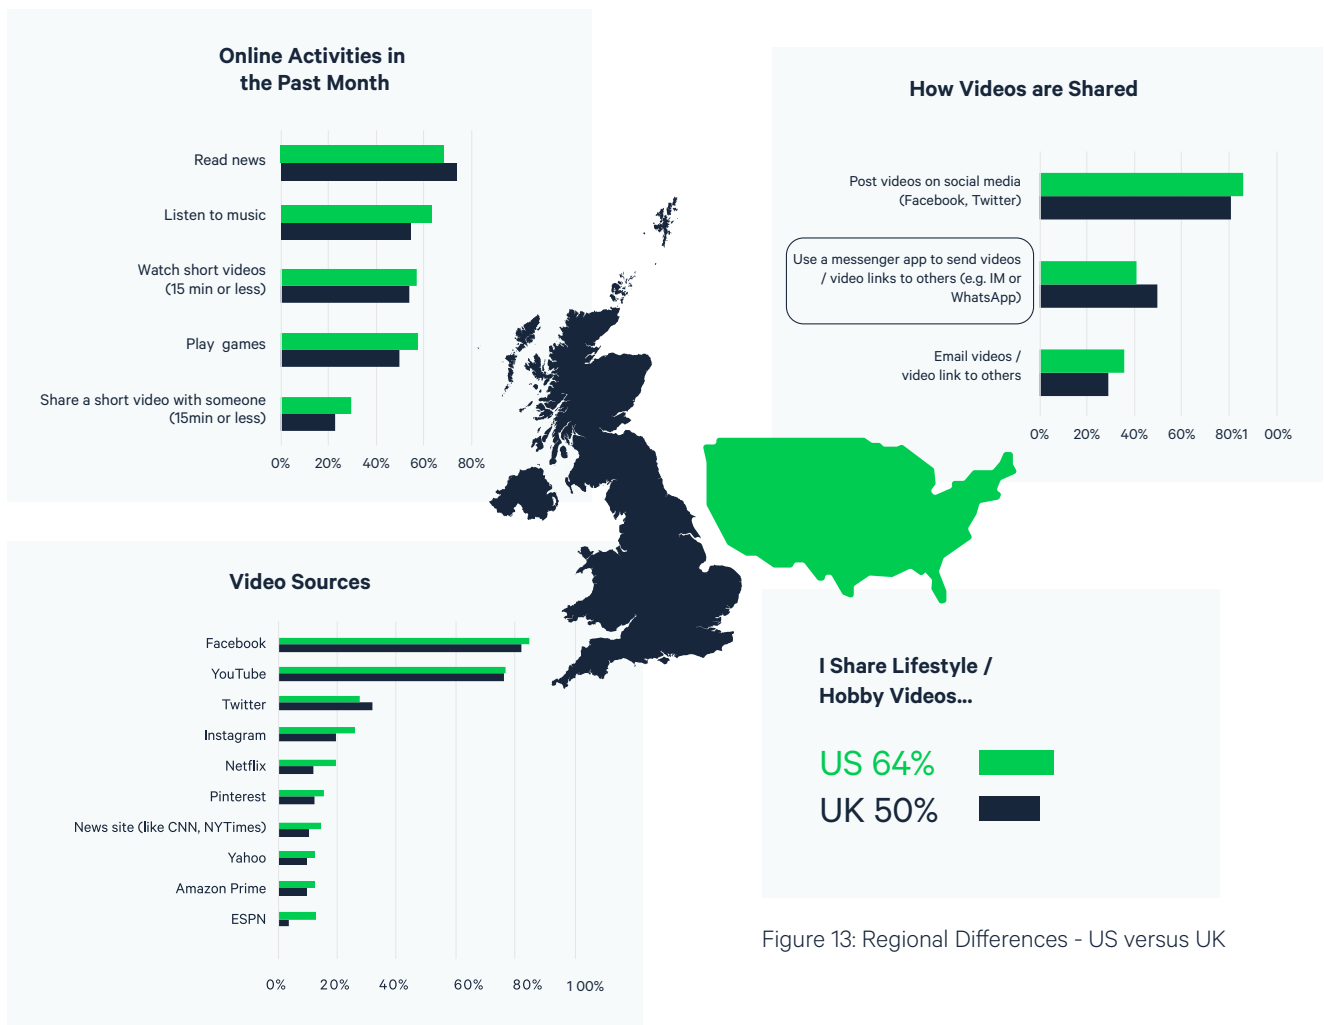 Online Activities in
the Past Month
Read news
Listen to music
Watch short videos
(15 min or less)
Play games
Share a short video with someone
(15min or less)
0% 20% 40% 60% 80%
How Videos are Shared
Post videos on social media
(Facebook, Twitter)
Use a messenger app to send videos
/ video links to others (e.g. IM or
WhatsApp)
Email videos /
video link to others
0% 20% 40% 60% 80%1 00%
Video Sources
Facebook
YouTube
Twitter
Instagram
Netflix
Pinterest
News site (like CNN, NYTimes)
Yahoo
Amazon Prime
ESPN
0% 20% 40% 60% 80% 100%
I Share Lifestyle /
Hobby Videos...
US 64%
UK 50%
Figure 13: Regional Differences - US versus UK